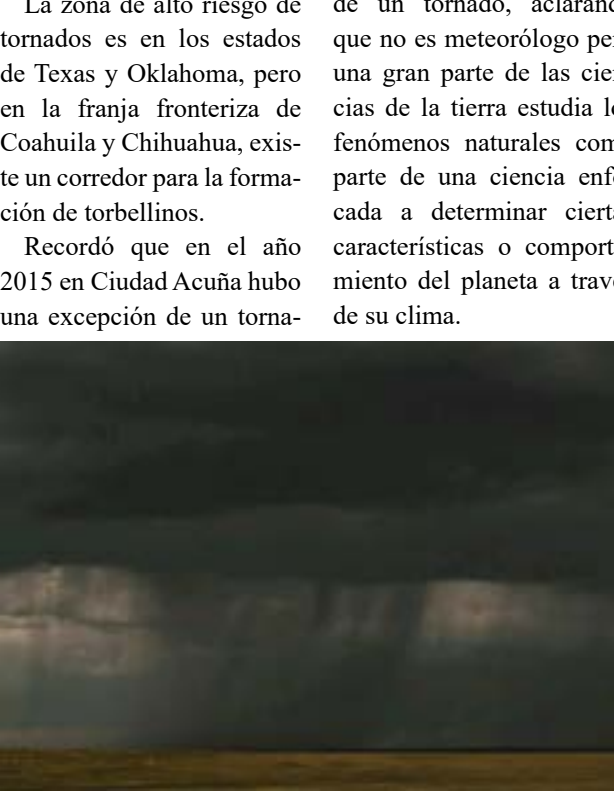 La zona de alto riesgo de
tornados es en los estados
de Texas y Oklahoma, pero
en la franja fronteriza de
Coahuila y Chihuahua, exis-
te un corredor para la forma-
ción de torbellinos.
Recordó que en el año
2015 en Ciudad Acuña hubo
una excepción de un torna-
de un tornado,
que no es meteorólogo
una gran parte de las
cias de la tierra estudia
fenómenos naturales
parte de una ciencia
cada a determinar
características o
miento del planeta a
de su clima.